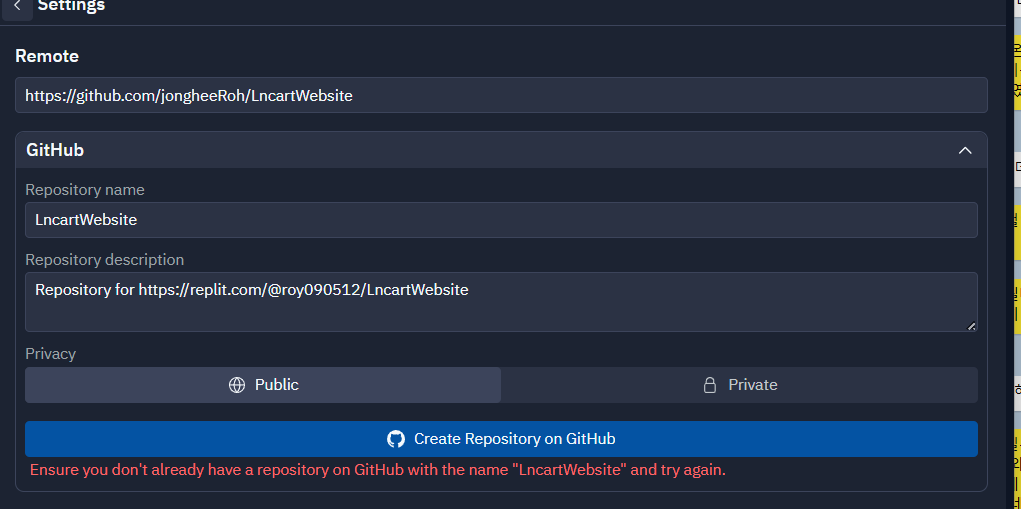 Settings
Remote
https://github.com/jongheeRoh/LncartWebsite
GitHub
Repository name
LncartWebsite
Repository description
Repository for https://replit.com/@roy090512/LncartWebsite
Privacy
Public
Private
Create Repository on GitHub
Ensure you don't already have a repository on GitHub with the name "LncartWebsite" and try again.